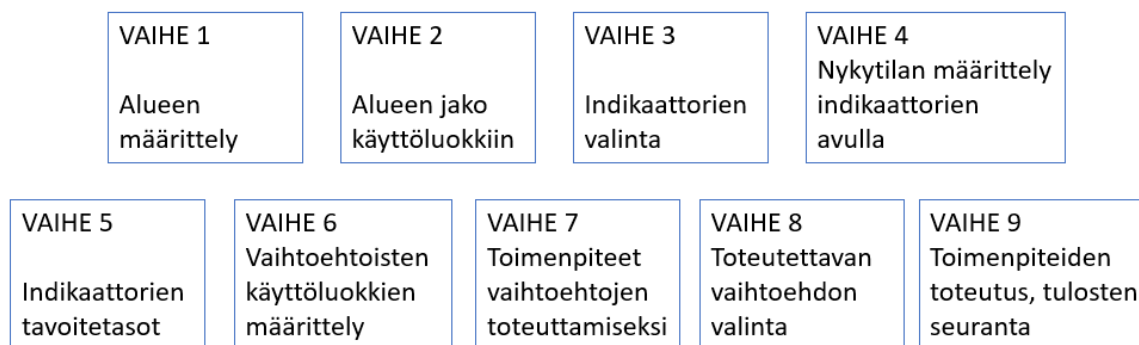 VAIHE 1
Alueen
määrittely
VAIHE 2
Alueen jako
käyttöluokkiin
VAIHE 3
Indikaattorien
valinta
VAIHE 4
Nykytilan määrittely
indikaattorien
avulla
VAIHE 5
Indikaattorien
tavoitetasot
VAIHE 6
Vaihtoehtoisten
käyttöluokkien
määrittely
VAIHE 7
Toimenpiteet
vaihtoehtojen
toteuttamiseksi
VAIHE 8
Toteutettavan
vaihtoehdon
valinta
VAIHE 9
Toimenpiteiden
toteutus, tulosten
seuranta